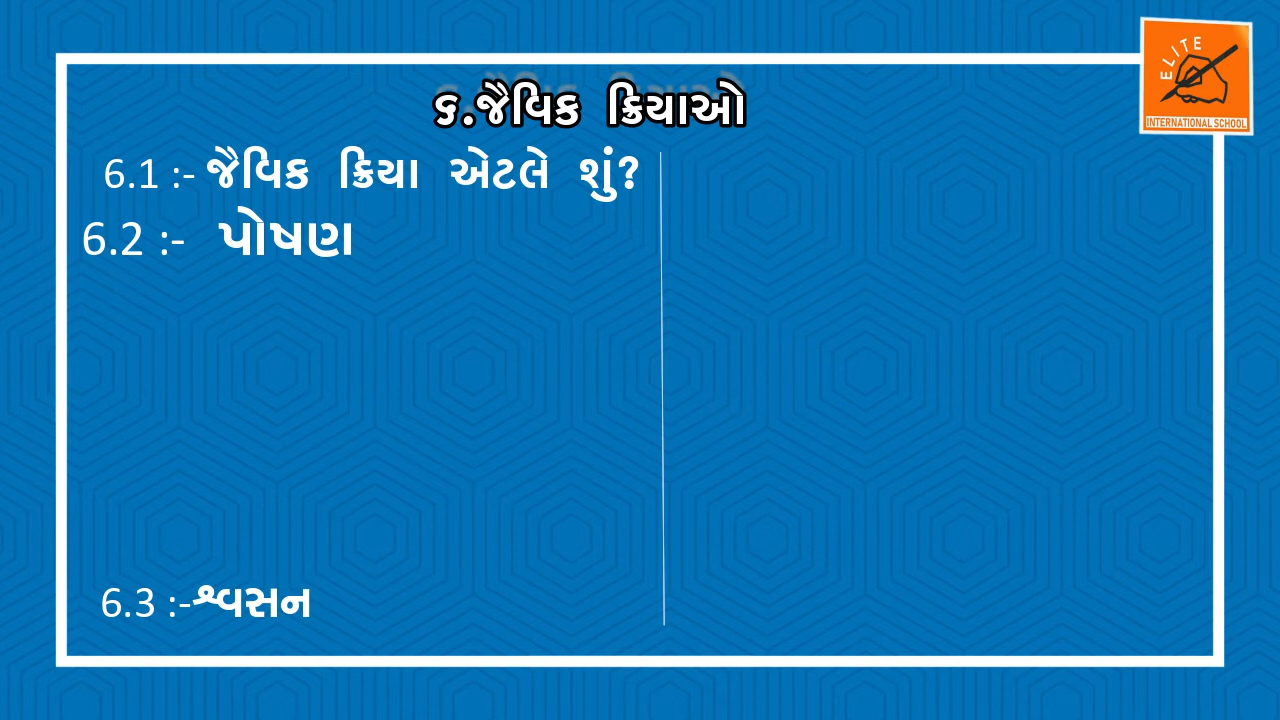 ૬.જૈવિક ક્રિયાઓ
6.1 :- જૈવિક ક્રિયા એટલે શું?
6.2 :- પોષણ
6.3 :-શ્વસન
ELITE
INTERNATIONAL SCHOOL